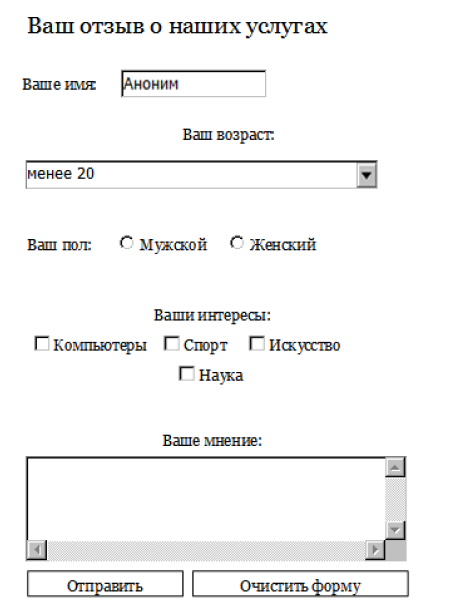 Ваш отзыв о наших услугах
Ваше имя: Аноним
Ваш возраст:
менее 20
Ваш пол: Мужской Женский
Ваши интересы:
Компьютеры Спорт Искусство
Наука
Ваше мнение:
Отправить Очистить форму